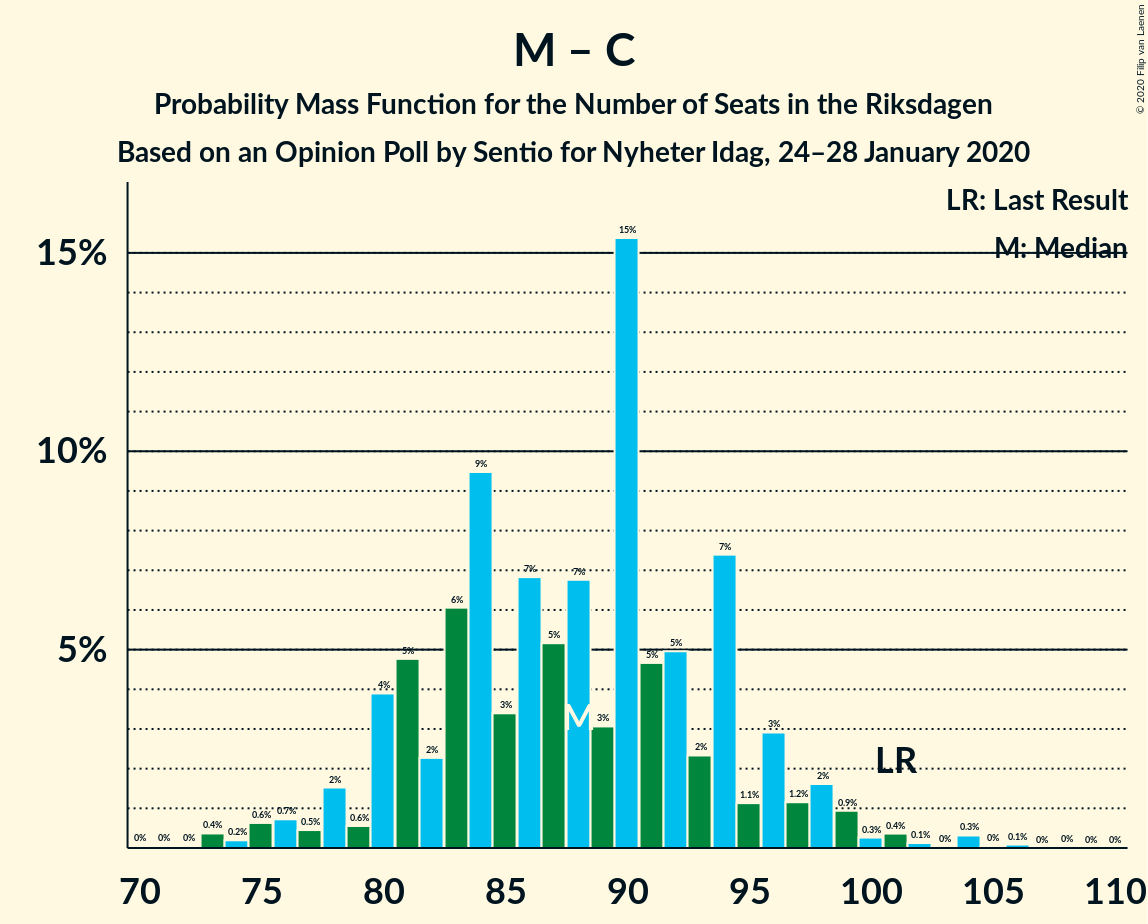 M – C
Probability Mass Function for the Number of Seats in the Riksdagen
Based on an Opinion Poll by Sentio for Nyheter Idag, 24–28 January 2020
© 2020 Filip van Laenen
LR: Last Result
M: Median
15%
10%
5%
0% 0% 0% 0.4% 0.2% 0.6% 0.7% 0.5% 2% 0.6% 4% 5% 2% 6% 9% 3% 7% 5% 7% 3% 15% 5% 5% 2% 7% 1.1% 3% 1.2% 2% 0.9% 0.3% 0.4% 0.1% 0% 0.3% 0% 0.1% 0% 0% 0% 0%
M
LR
70 75 80 85 90 95 100 105 110